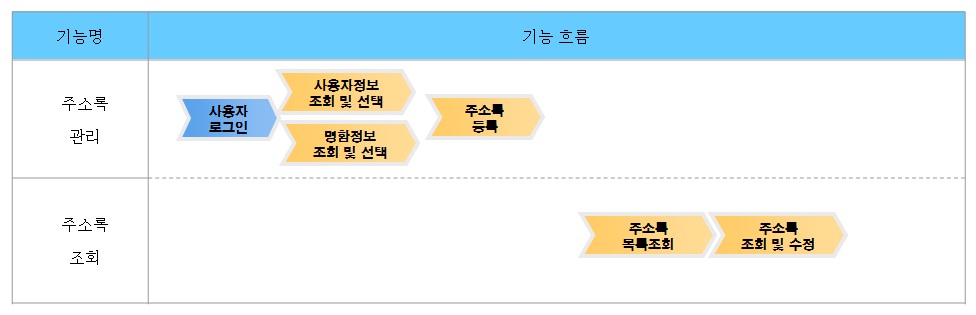 기능명
기능 흐름
주소록
관리
사용자
로그인
사용자정보
조회 및 선택
명함정보
조회 및 선택
주소록
등록
주소록
조회
주소록
목록조회
주소록
조회 및 수정